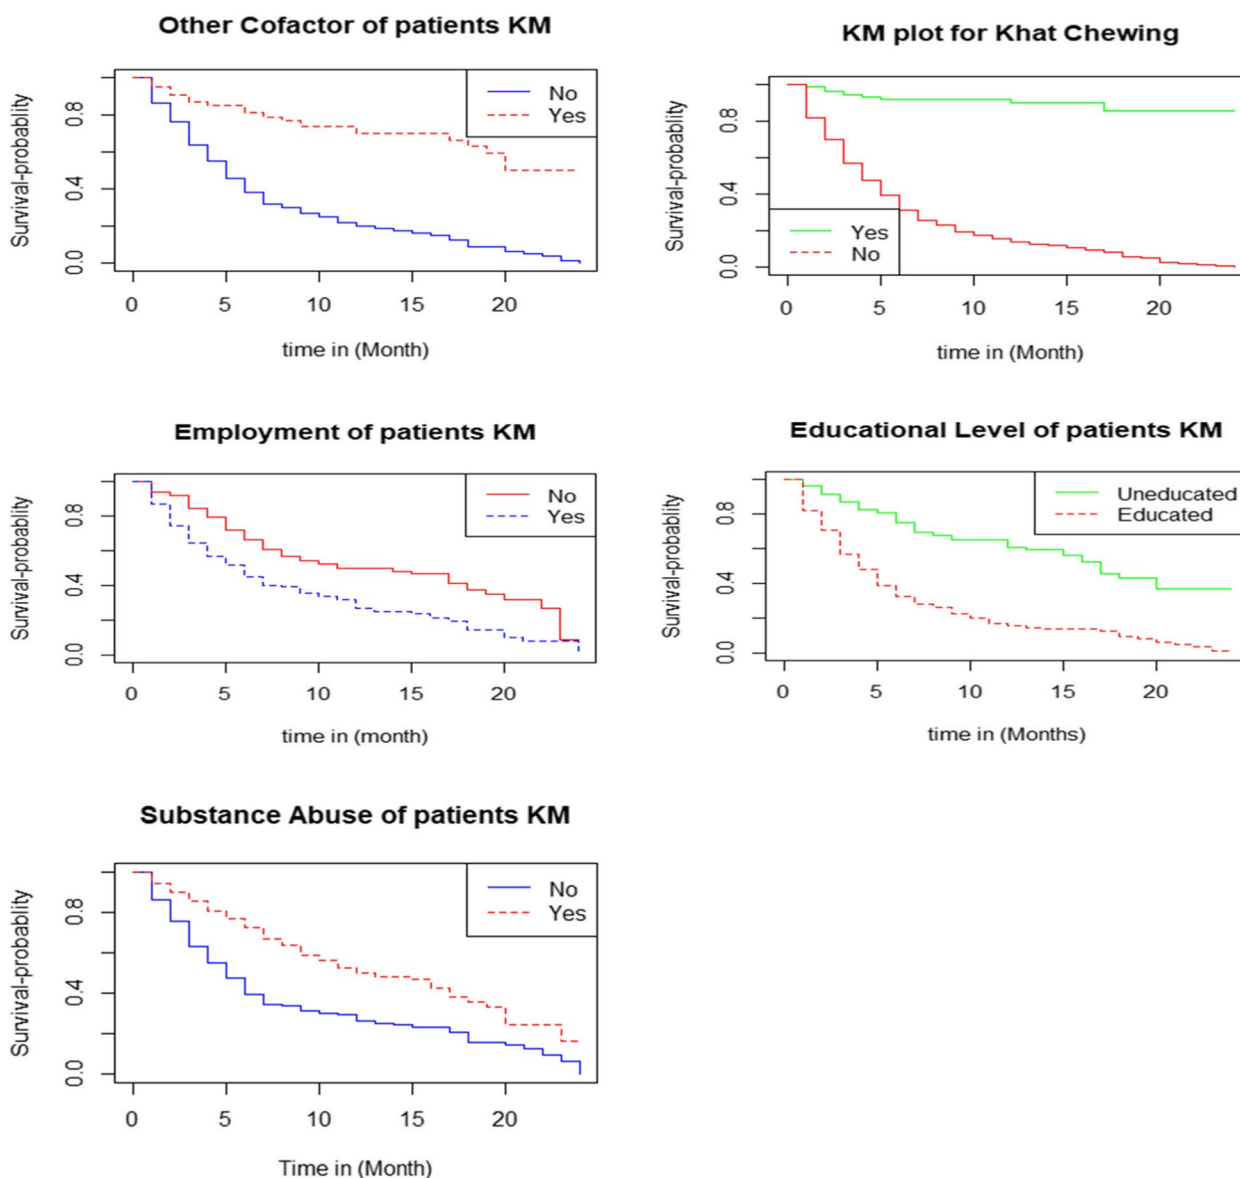 Other Cofactor of patients KM
Survival-probablity
0.0 0.4 0.8
No
Yes
0 5 10 15 20
time in (Month)
KM plot for Khat Chewing
Survival-probablity
0.0 0.4 0.8
Yes
No
0 5 10 15 20
time in (Month)
Employment of patients KM
Survival-probablity
0.0 0.4 0.8
No
Yes
0 5 10 15 20
time in (month)
Educational Level of patients KM
Survival-probablity
0.0 0.4 0.8
Uneducated
Educated
0 5 10 15 20
time in (Months)
Substance Abuse of patients KM
Survival-probablity
0.0 0.4 0.8
No
Yes
0 5 10 15 20
Time in (Month)